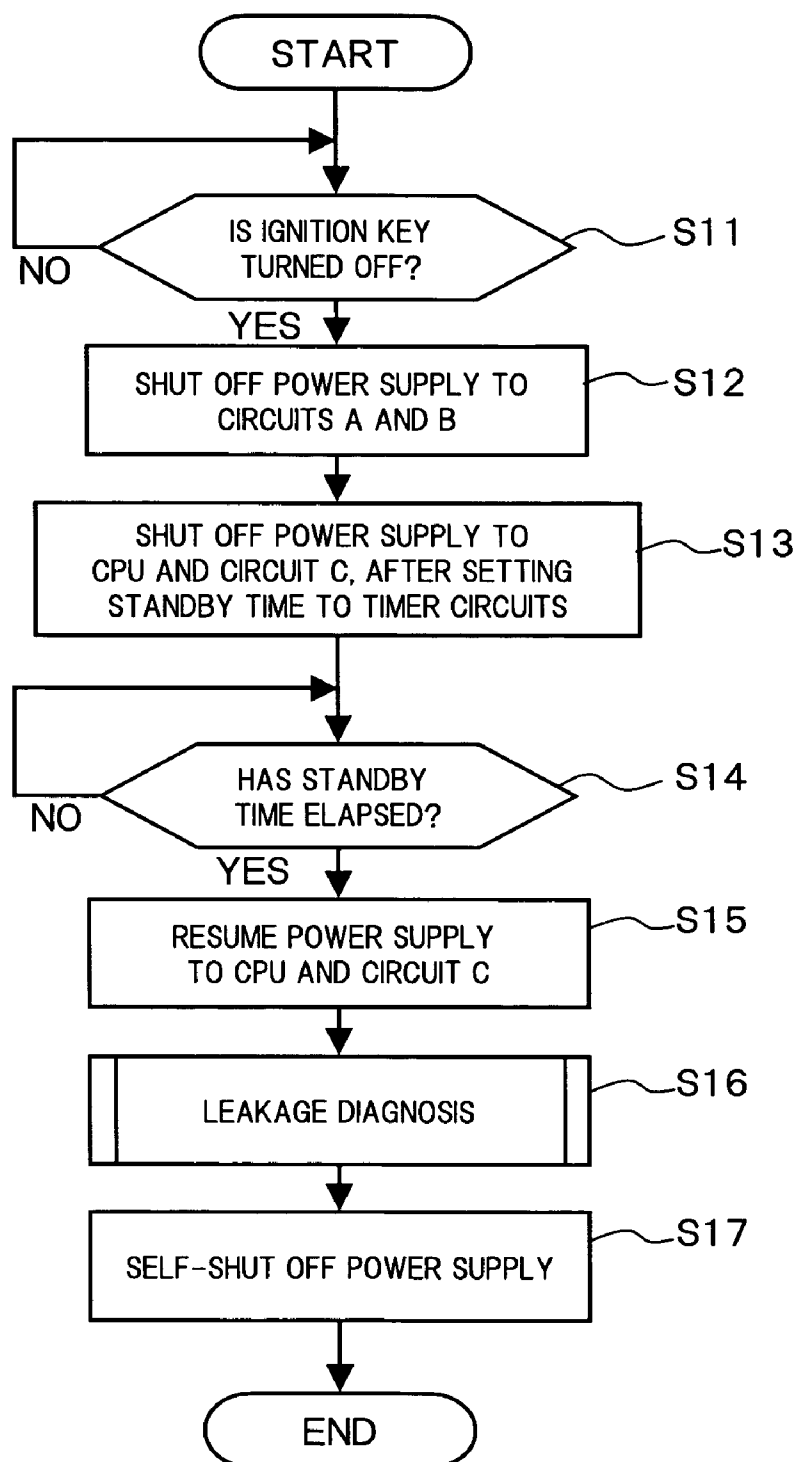 START
IS IGNITION KEY
TURNED OFF?
S11
NO
YES
SHUT OFF POWER SUPPLY TO
CIRCUITS A AND B
S12
SHUT OFF POWER SUPPLY TO
CPU AND CIRCUIT C, AFTER SETTING
STANDBY TIME TO TIMER CIRCUITS
S13
HAS STANDBY
TIME ELAPSED?
S14
NO
YES
RESUME POWER SUPPLY
TO CPU AND CIRCUIT C
S15
LEAKAGE DIAGNOSIS
S16
SELF-SHUT OFF POWER SUPPLY
S17
END